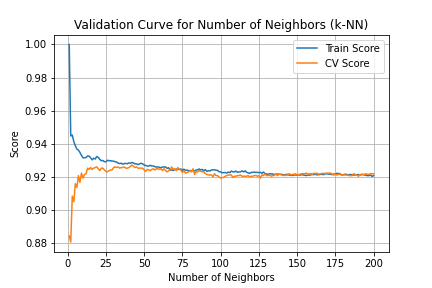 Validation Curve for Number of Neighbors (k-NN)
Train Score
CV Score
Score
1.00
0.98
0.96
0.94
0.92
0.90
0.88
0 25 50 75 100 125 150 175 200
Number of Neighbors